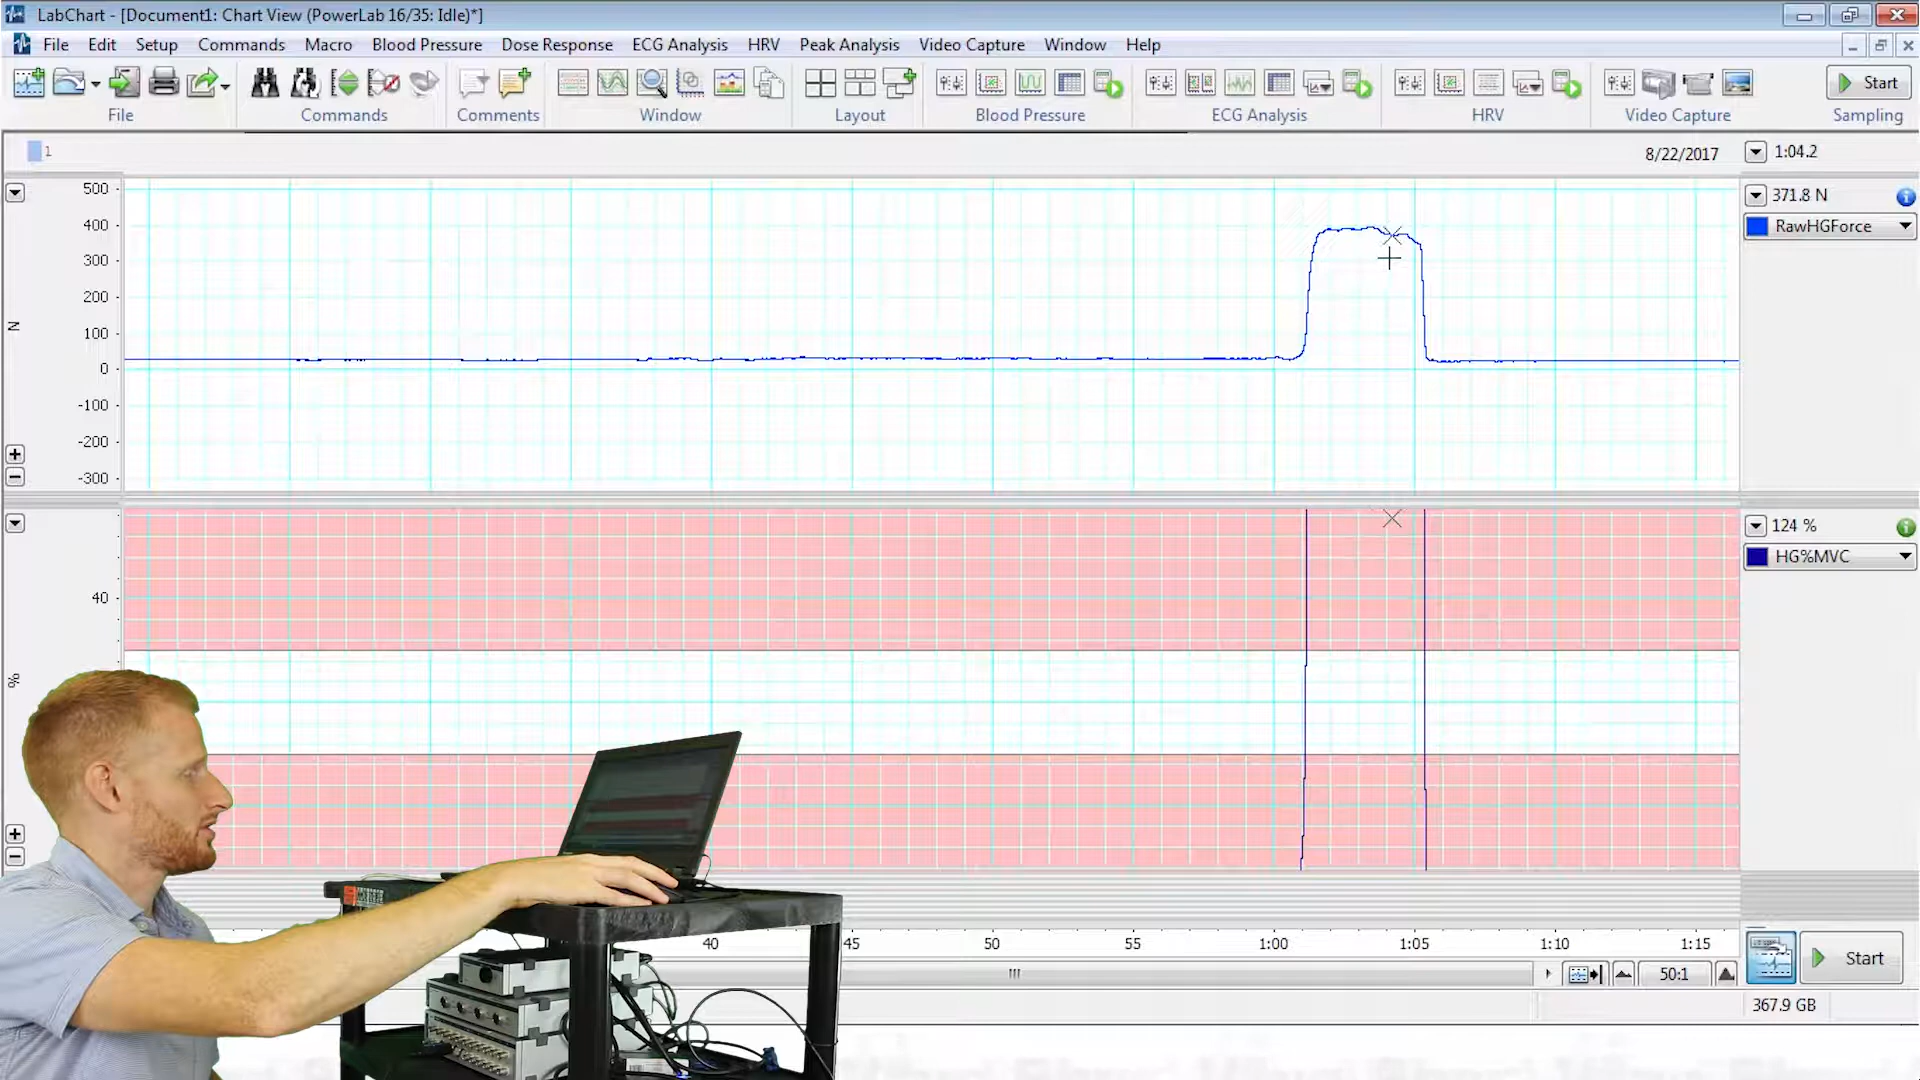 LabChart - [Document1: Chart View (PowerLab 16/35: Idle)*]
File Edit Setup Commands Macro Blood Pressure Dose Response ECG Analysis HRV Peak Analysis Video Capture Window Help
Start
File Commands Comments Window Layout Blood Pressure ECG Analysis HRV Video Capture Sampling
1 8/22/2017 1:04.2
500
371.8 N
400
RawHGForce
300
200
N
100
0
-100
-200
-300
124 %
HG%MVC
40
%
40 45 50 55 1:00 1:05 1:10 1:15
Start
50:1
367.9 GB